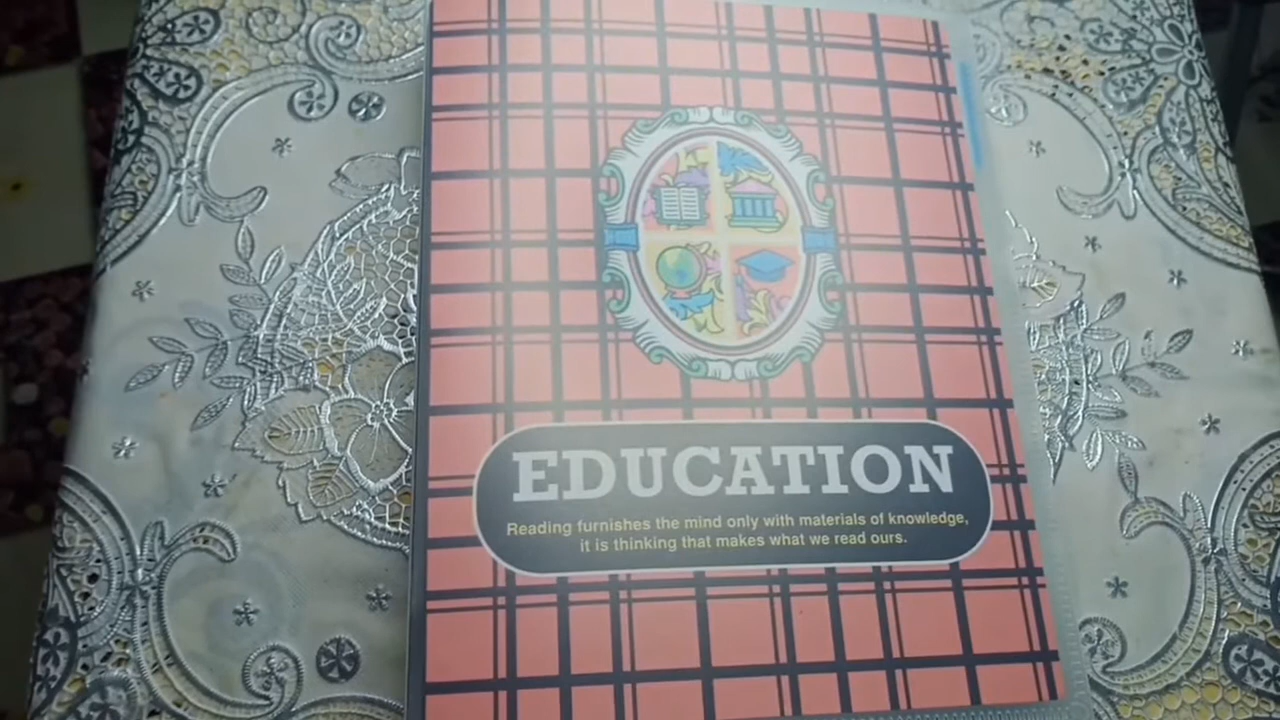 EDUCATION
Reading furnishes the mind only with materials of knowledge,
it is thinking that makes what we read ours.